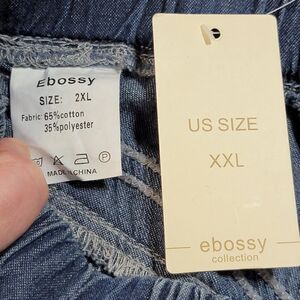 Ebossy
SIZE: 2XL
Fabric: 65%cotton
35%polyester
MADE IN CHINA
US SIZE
XXL
ebossy
collection